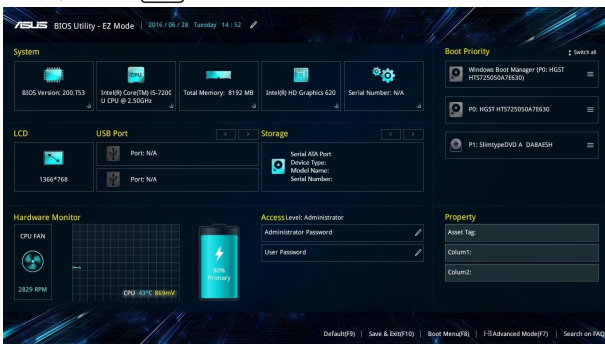 ASUS BIOS Utility - EZ Mode 2016/06/28 Tuesday 14:52
System
BIOS Version: 200.T53
Intel(R) Core(TM) i5-7200
U CPU @ 2.50GHz
Total Memory: 8192 MB
Intel(R) HD Graphics 620
Serial Number: N/A
Boot Priority
Switch all
Windows Boot Manager (P0: HGST
HTS725050A7E630)
P0: HGST HTS725050A7E630
P1: SlimtypeDVD A DA8AESH
LCD
1366*768
USB Port
Port: N/A
Port: N/A
Storage
Serial ATA Port
Device Type:
Model Name:
Serial Number:
Hardware Monitor
CPU FAN
2829 RPM
CPU 43°C 869mV
90%
Primary
Access Level: Administrator
Administrator Password
User Password
Property
Asset Tag:
Colum1:
Colum2:
Default(F9) | Save & Exit(F10) | Boot Menu(F8) | Advanced Mode(F7) | Search on FAQ